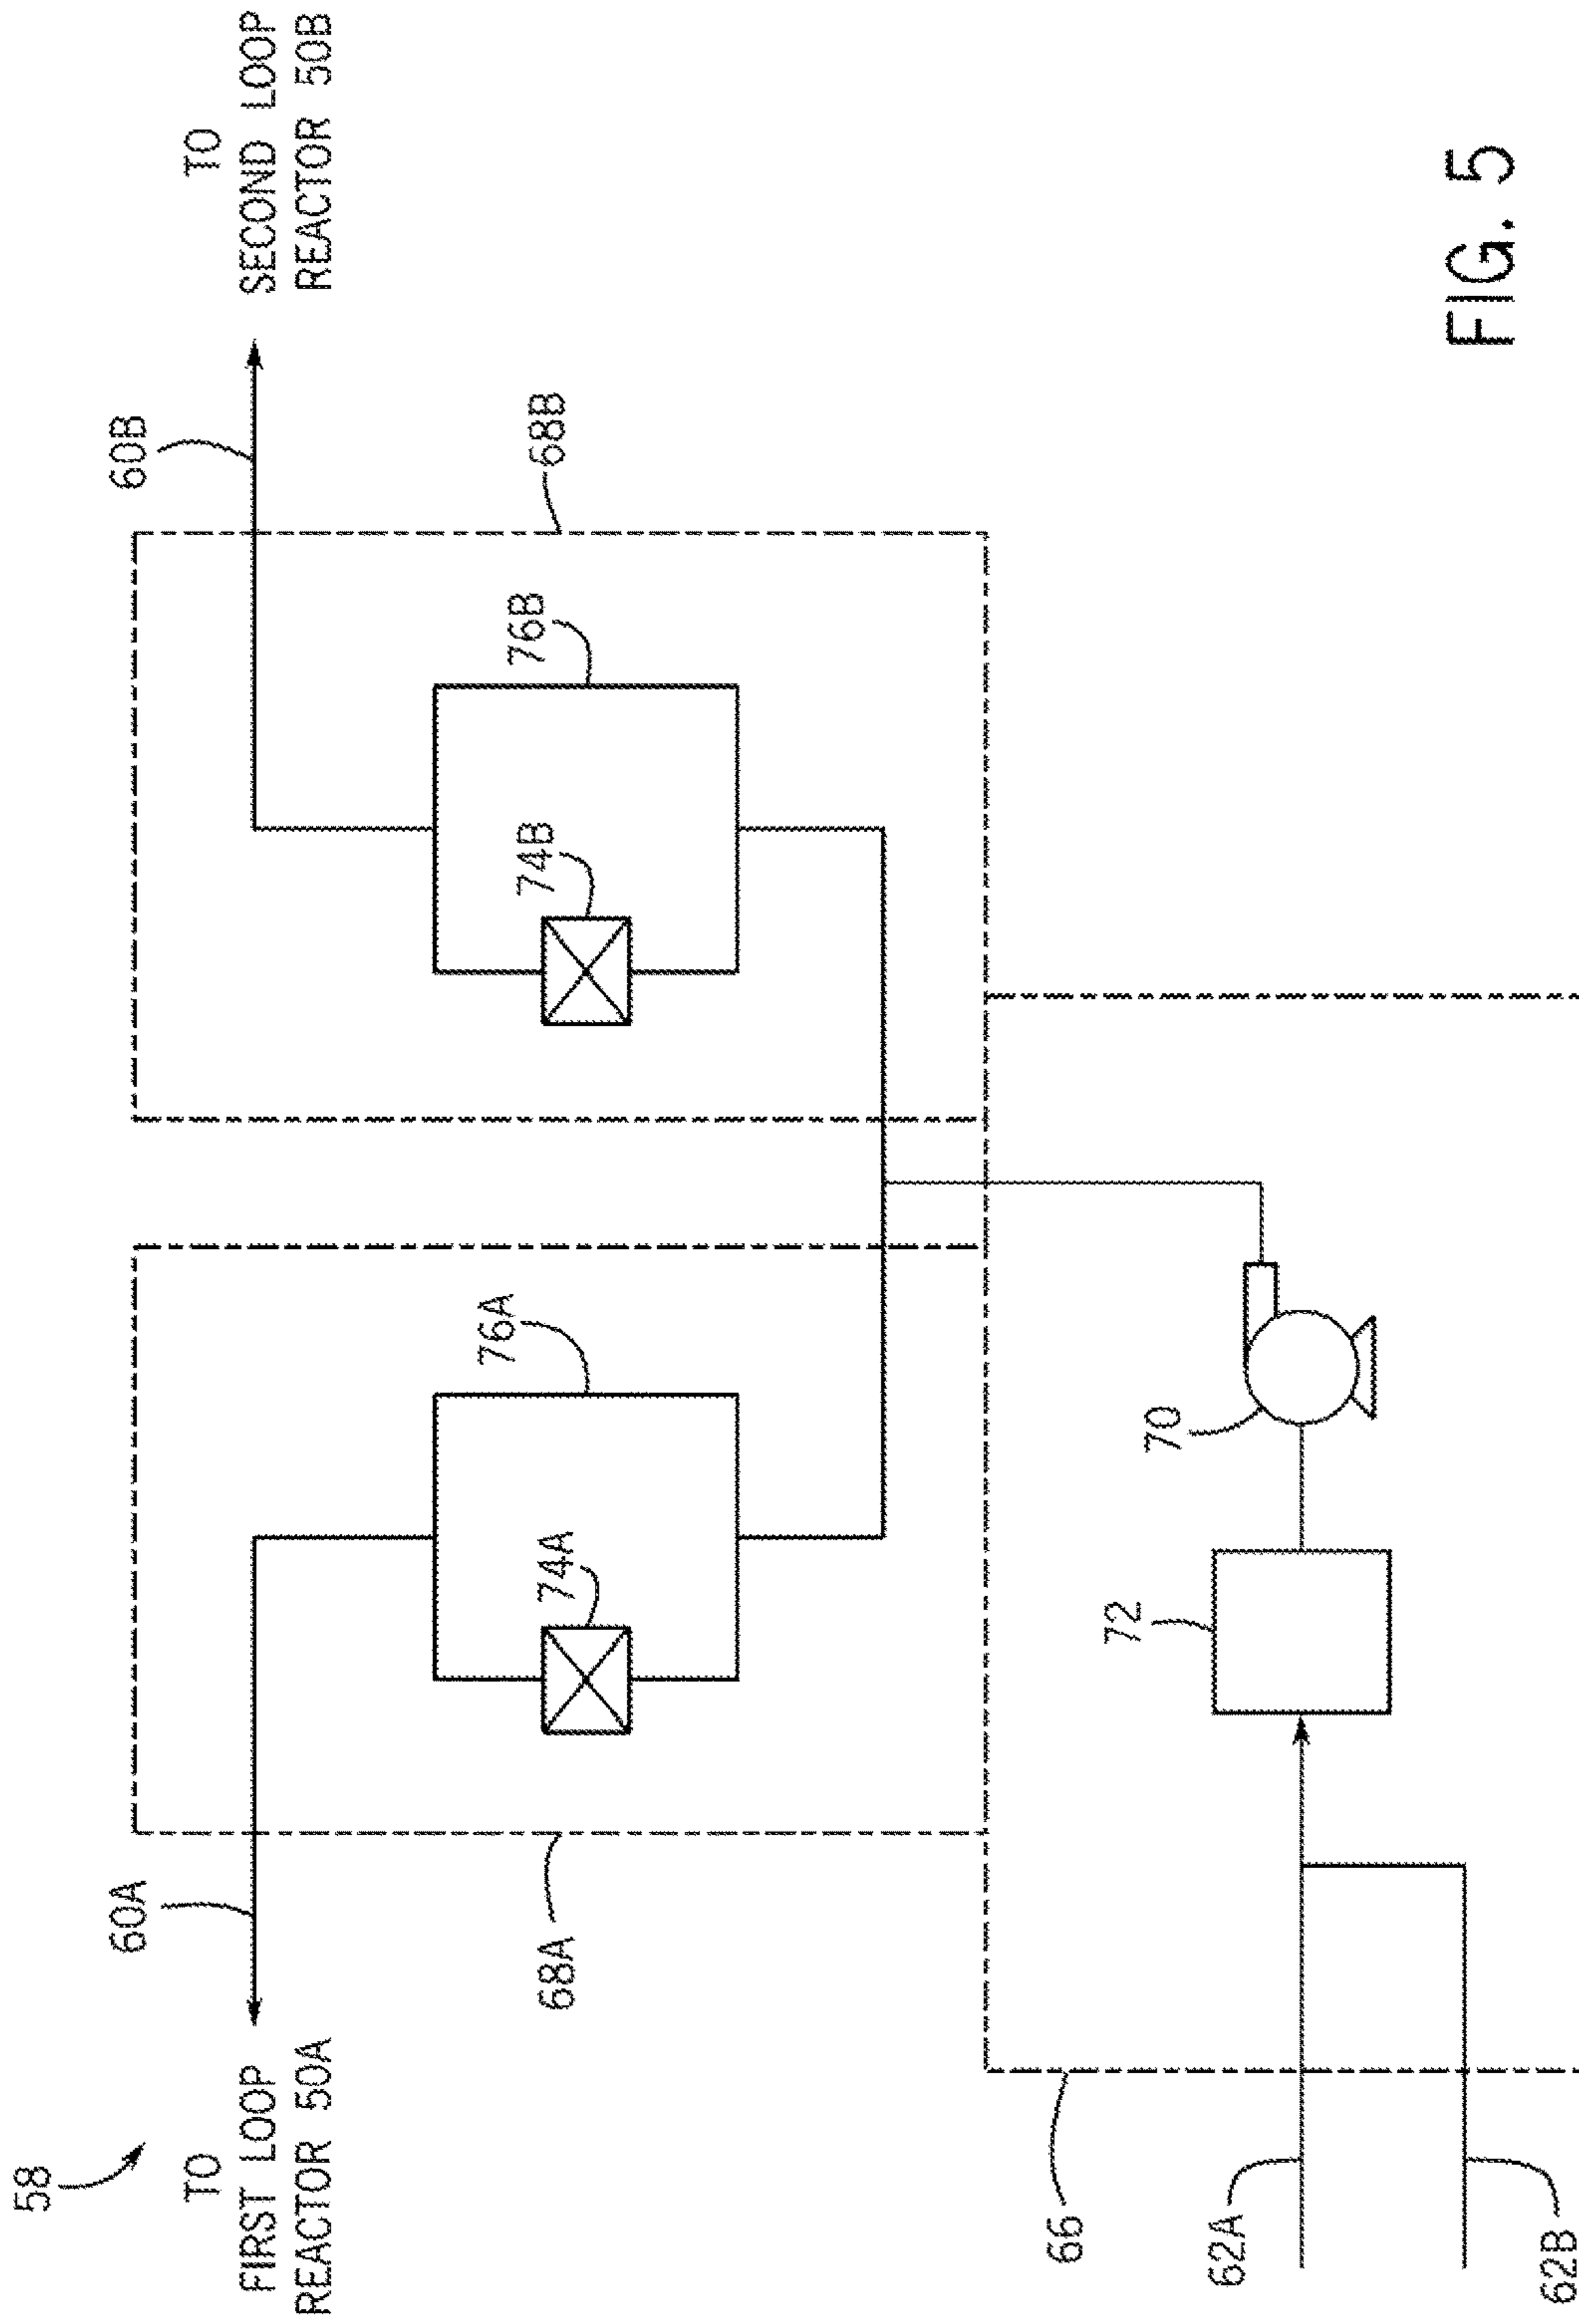 58
TO
FIRST LOOP
REACTOR 50A
60A
60B
TO
SECOND LOOP
REACTOR 50B
68A
74A
76A
74B
76B
68B
66
62A
62B
72
70
FIG. 5